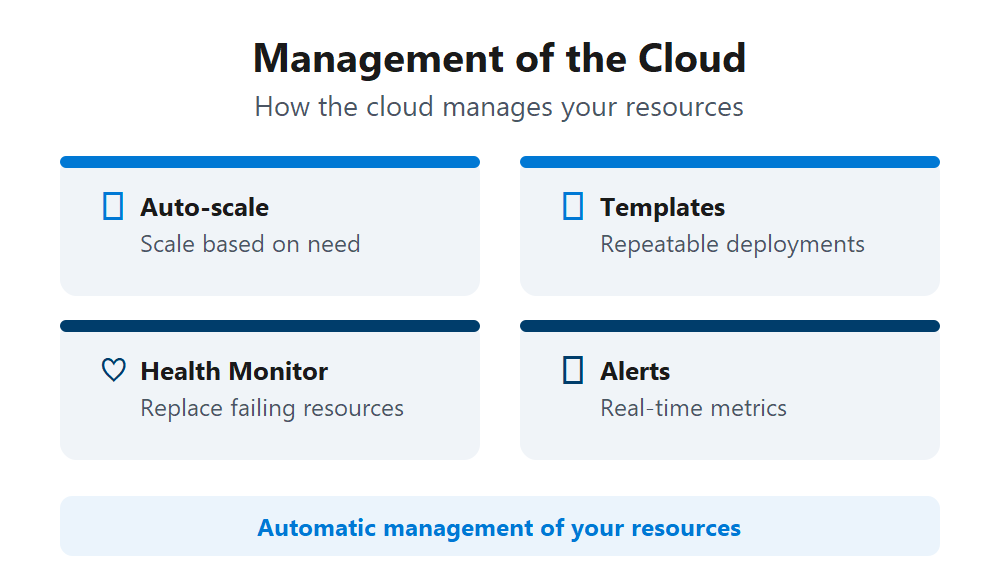 Management of the Cloud
How the cloud manages your resources
Auto-scale
Scale based on need
Templates
Repeatable deployments
Health Monitor
Replace failing resources
Alerts
Real-time metrics
Automatic management of your resources